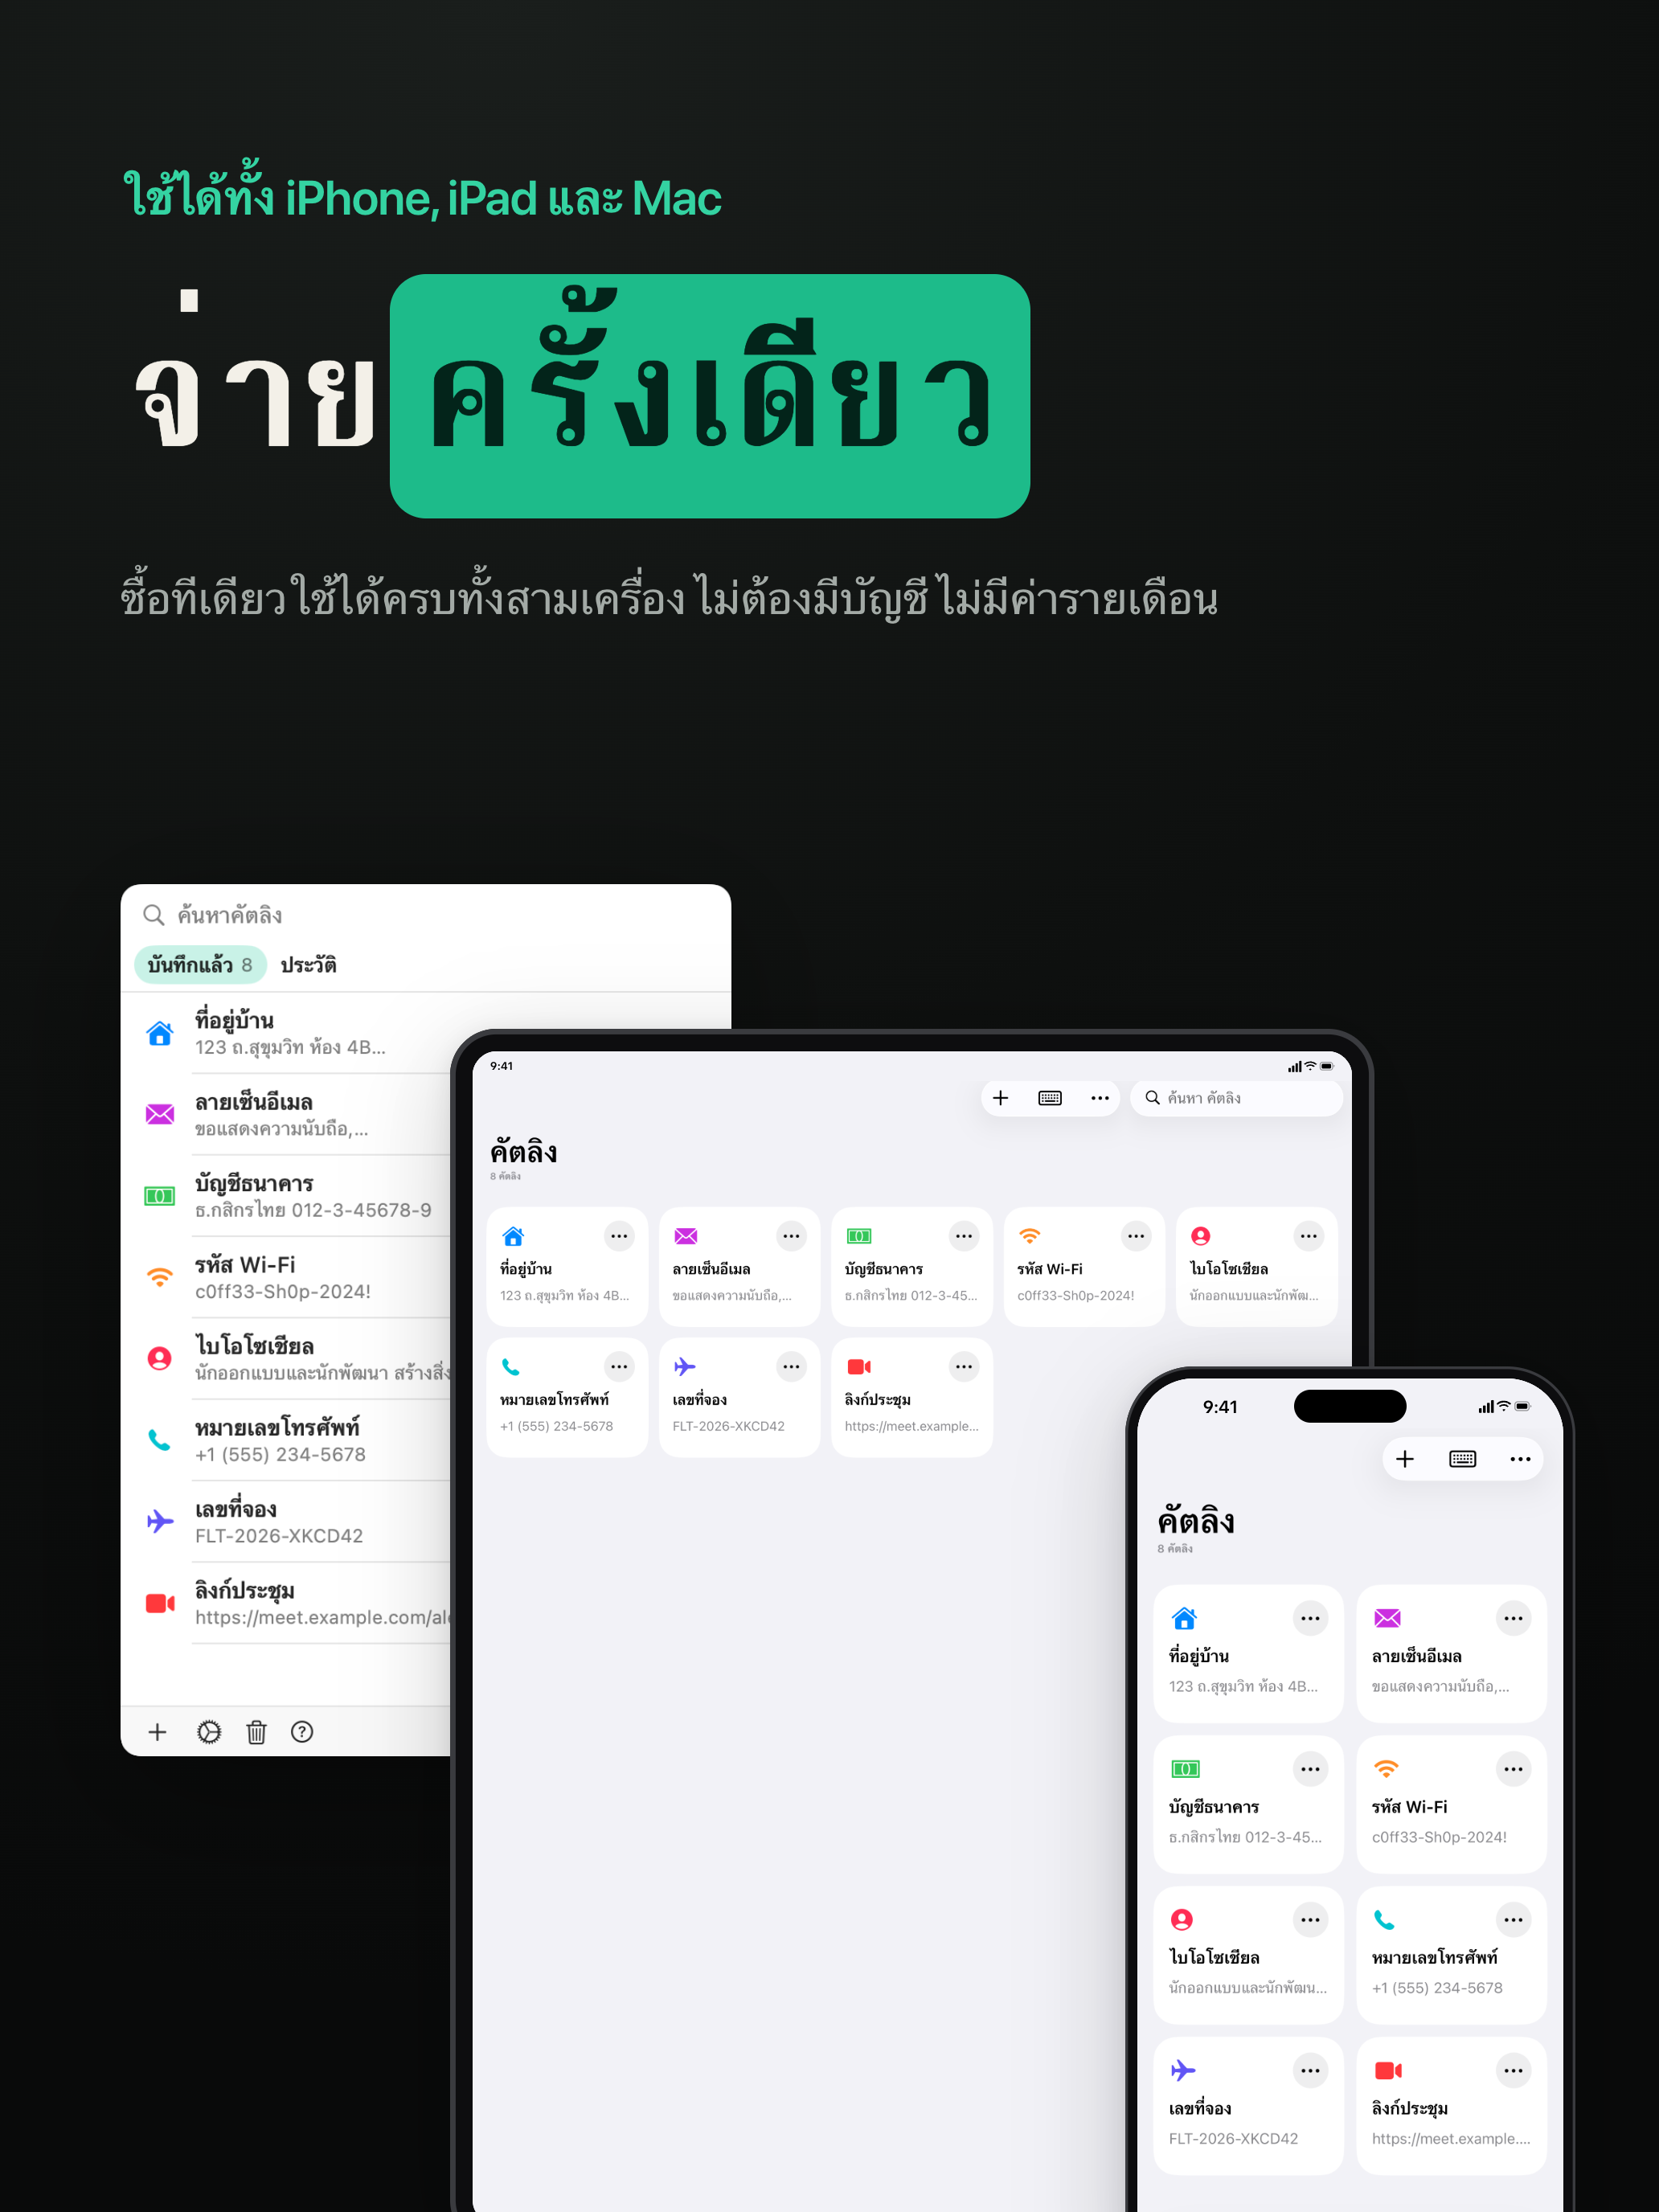 ใช้ได้ทั้ง iPhone, iPad และ Mac
จ่าย ครั้งเดียว
ซื้อทีเดียว ใช้ได้ครบทั้งสามเครื่อง ไม่ต้องมีบัญชี ไม่มีค่ารายเดือน
ค้นหาคัตลิง
บันทึกแล้ว 8 ประวัติ
ที่อยู่บ้าน
123 ถ.สุขุมวิท ห้อง 4B...
ลายเซ็นอีเมล
ขอแสดงความนับถือ,...
บัญชีธนาคาร
ธ.กสิกรไทย 012-3-45678-9
รหัส Wi-Fi
c0ff33-Sh0p-2024!
ไบโอโซเชียล
นักออกแบบและนักพัฒนา สร้างสิ่ง
หมายเลขโทรศัพท์
+1 (555) 234-5678
เลขที่จอง
FLT-2026-XKCD42
ลิงก์ประชุม
https://meet.example.com/al
9:41
ค้นหา คัตลิง
คัตลิง
8 คัตลิง
ที่อยู่บ้าน ลายเซ็นอีเมล บัญชีธนาคาร รหัส Wi-Fi ไบโอโซเชียล
123 ถ.สุขุมวิท ห้อง 4B... ขอแสดงความนับถือ,... ธ.กสิกรไทย 012-3-45... c0ff33-Sh0p-2024! นักออกแบบและนักพัฒ...
หมายเลขโทรศัพท์ เลขที่จอง ลิงก์ประชุม
+1 (555) 234-5678 FLT-2026-XKCD42 https://meet.example...
9:41
คัตลิง
8 คัตลิง
ที่อยู่บ้าน ลายเซ็นอีเมล
123 ถ.สุขุมวิท ห้อง 4B... ขอแสดงความนับถือ,...
บัญชีธนาคาร รหัส Wi-Fi
ธ.กสิกรไทย 012-3-45... c0ff33-Sh0p-2024!
ไบโอโซเชียล หมายเลขโทรศัพท์
นักออกแบบและนักพัฒน... +1 (555) 234-5678
เลขที่จอง ลิงก์ประชุม
FLT-2026-XKCD42 https://meet.example....